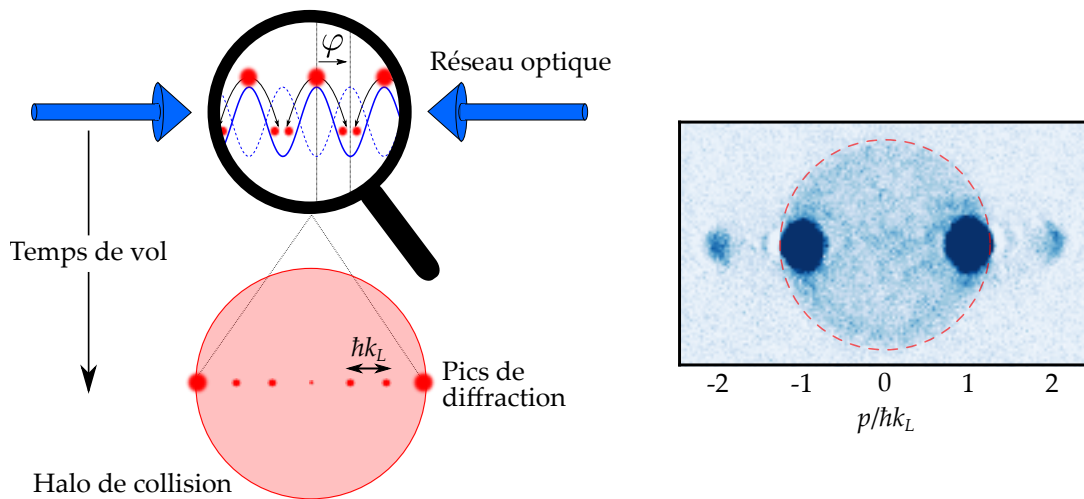 φ
Réseau optique
Temps de vol
ħk_L
Pics de
diffraction
Halo de collision
-2 -1 0 1 2
p/ħk_L